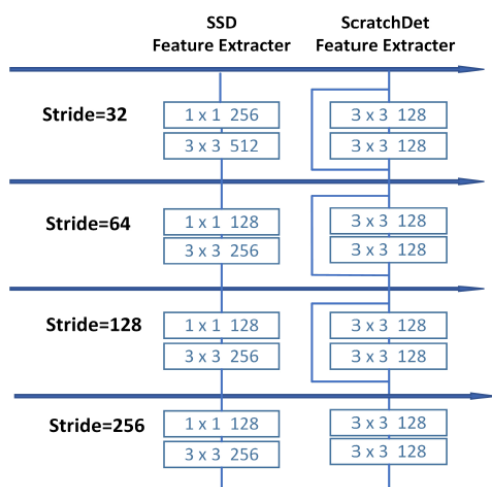 SSD
Feature Extracter
ScratchDet
Feature Extracter
Stride=32
1 x 1 256
3 x 3 512
3 x 3 128
3 x 3 128
Stride=64
1 x 1 128
3 x 3 256
3 x 3 128
3 x 3 128
Stride=128
1 x 1 128
3 x 3 256
3 x 3 128
3 x 3 128
Stride=256
1 x 1 128
3 x 3 256
3 x 3 128
3 x 3 128